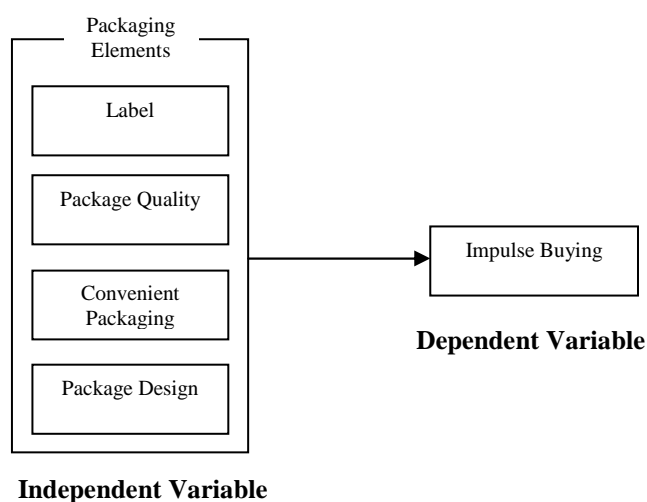 Packaging
Elements
Label
Package Quality
Convenient
Packaging
Package Design
Independent Variable
Impulse Buying
Dependent Variable